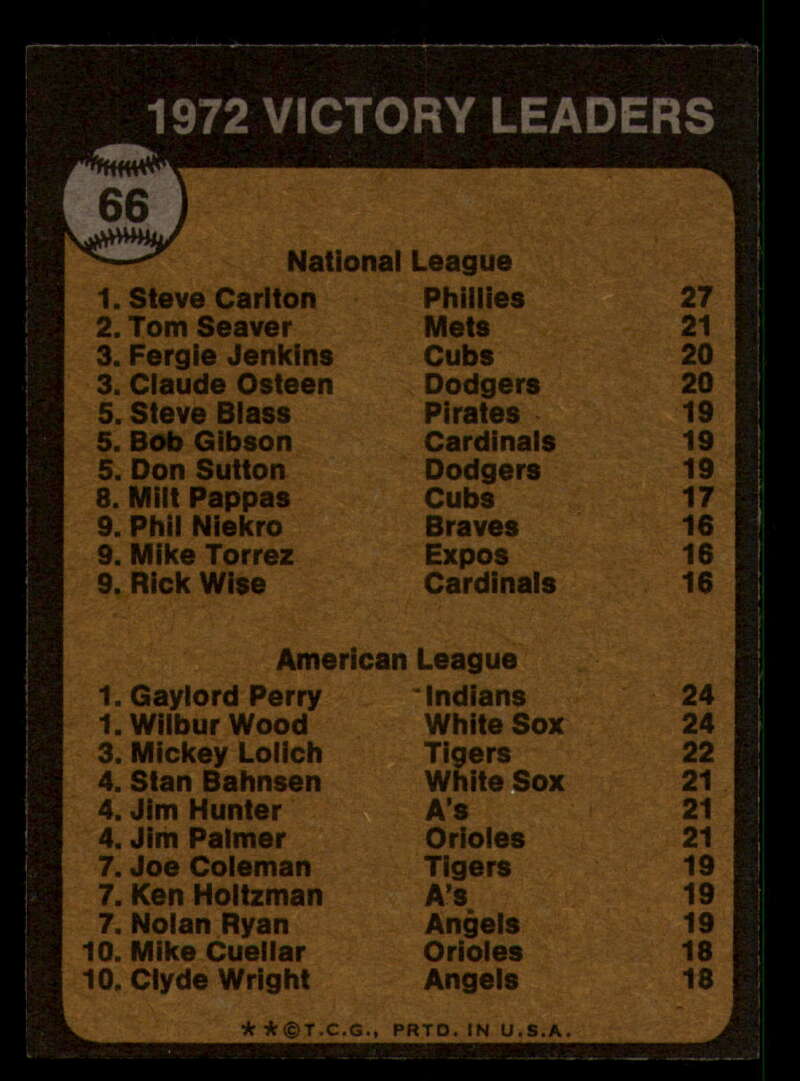 1972 VICTORY LEADERS
66
National League
1. Steve Carlton Phillies 27
2. Tom Seaver Mets 21
3. Fergie Jenkins Cubs 20
3. Claude Osteen Dodgers 20
5. Steve Blass Pirates 19
5. Bob Gibson Cardinals 19
5. Don Sutton Dodgers 19
8. Milt Pappas Cubs 17
9. Phil Niekro Braves 16
9. Mike Torrez Expos 16
9. Rick Wise Cardinals 16
American League
1. Gaylord Perry Indians 24
1. Wilbur Wood White Sox 24
3. Mickey Lolich Tigers 22
4. Stan Bahnsen White Sox 21
4. Jim Hunter A's 21
4. Jim Palmer Orioles 21
7. Joe Coleman Tigers 19
7. Ken Holtzman A's 19
7. Nolan Ryan Angels 19
10. Mike Cuellar Orioles 18
10. Clyde Wright Angels 18
★ ★ © T.C.G., PRTD. IN U.S.A.